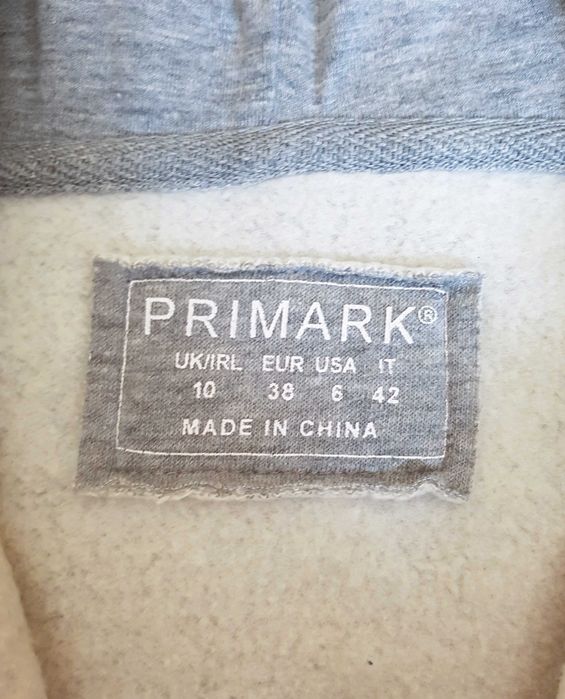 PRIMARK®
UK/IRL EUR USA IT
10 38 6 42
MADE IN CHINA